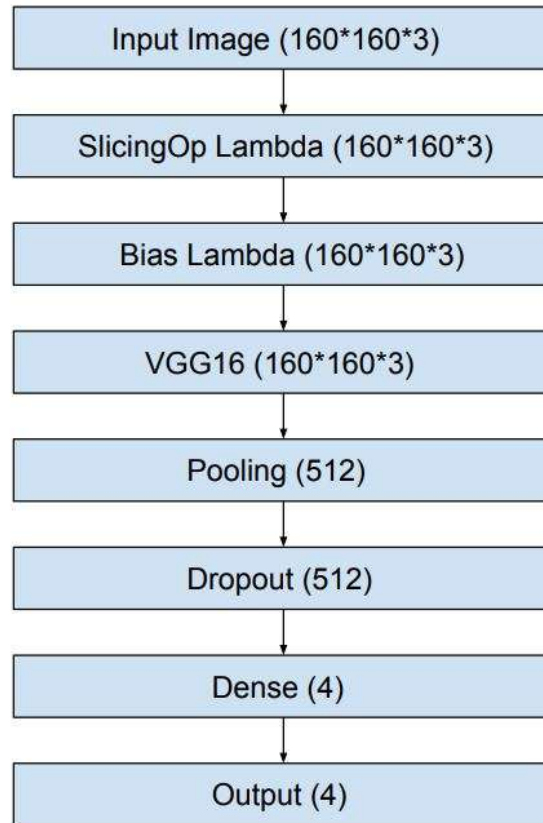 Input Image (160*160*3)
SlicingOp Lambda (160*160*3)
Bias Lambda (160*160*3)
VGG16 (160*160*3)
Pooling (512)
Dropout (512)
Dense (4)
Output (4)